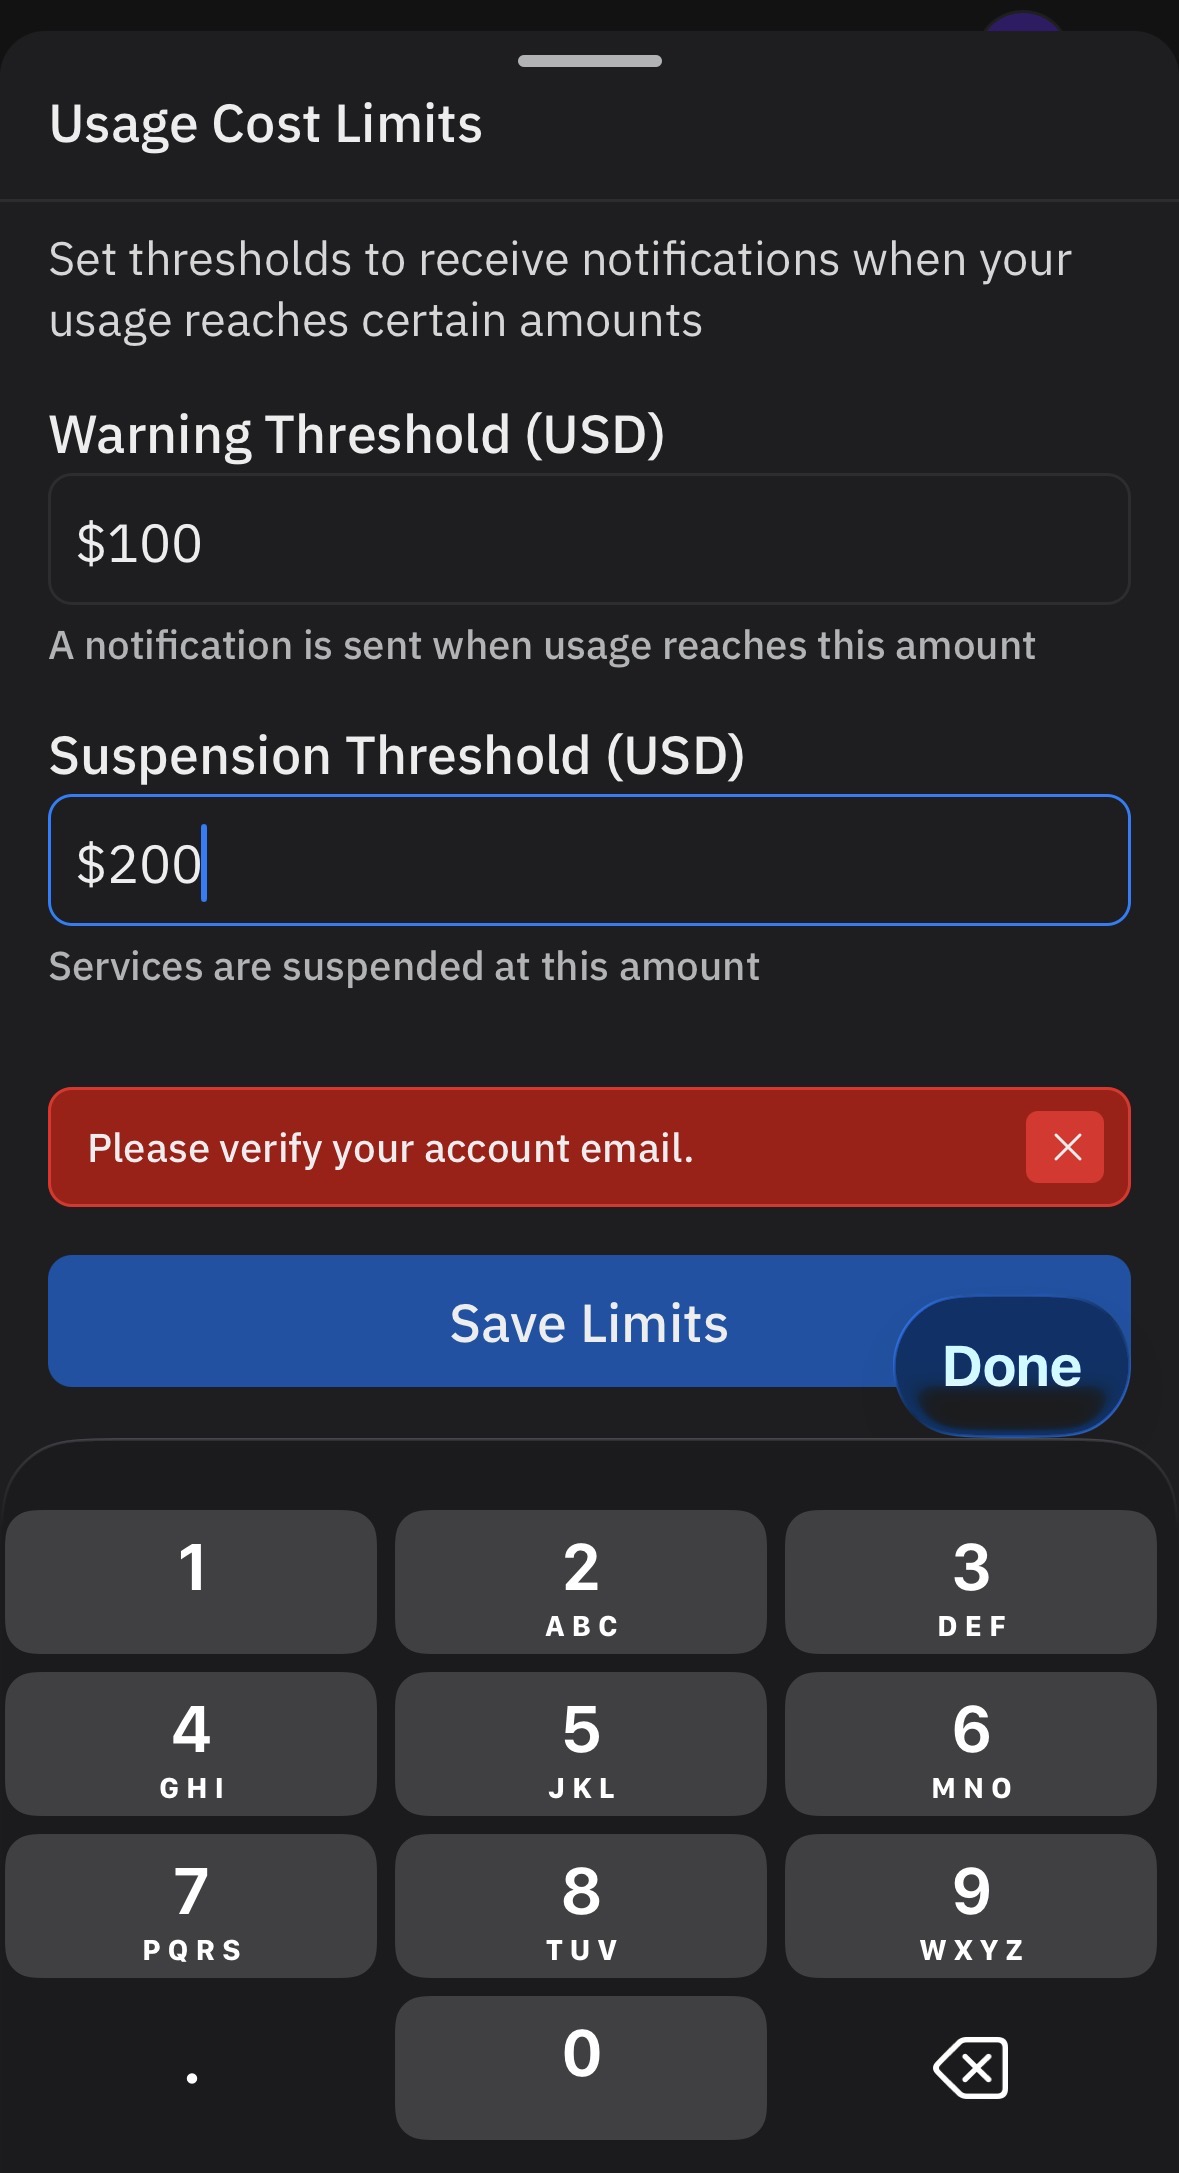 Usage Cost Limits
Set thresholds to receive notifications when your
usage reaches certain amounts
Warning Threshold (USD)
$100
A notification is sent when usage reaches this amount
Suspension Threshold (USD)
$200
Services are suspended at this amount
Please verify your account email.
Save Limits
Done
1 2 3
ABC DEF
4 5 6
GHI JKL MNO
7 8 9
PQRS TUV WXYZ
. 0